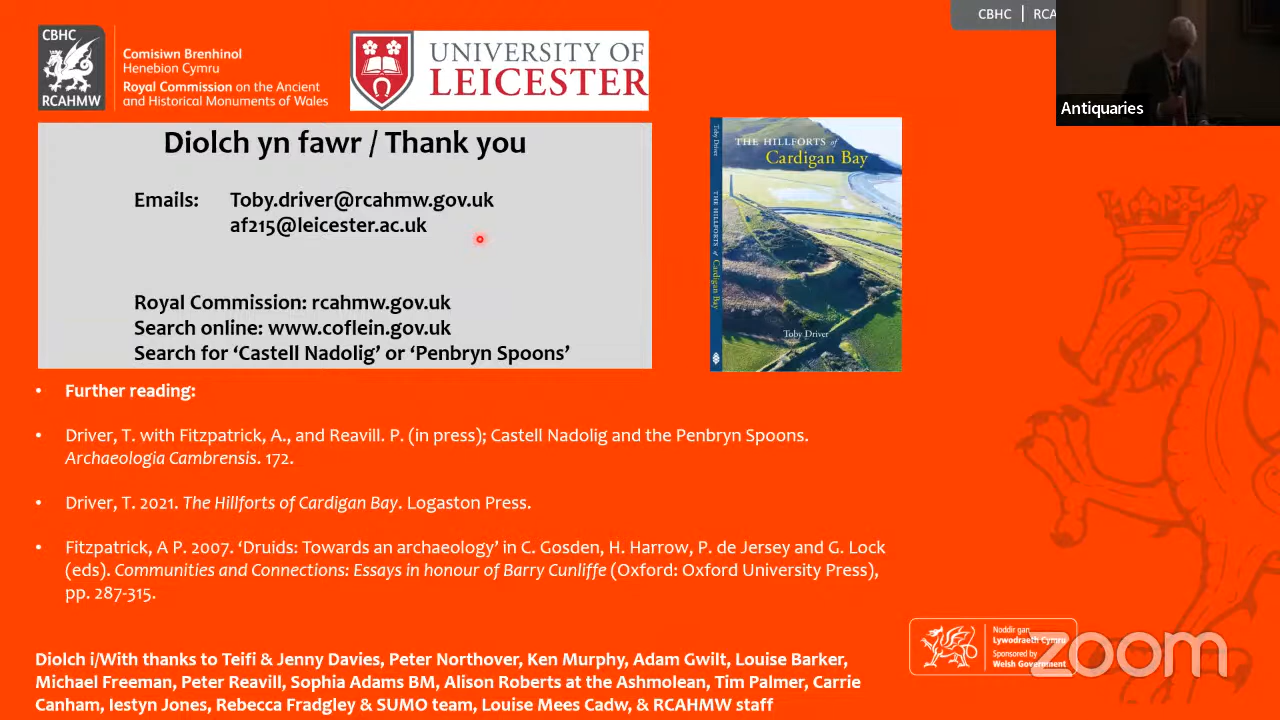 CBHC
RCAHMW
Comisiwn Brenhinol
Henebion Cymru
Royal Commission on the Ancient
and Historical Monuments of Wales
UNIVERSITY OF
LEICESTER
CBHC | RCA
Antiquaries
Diolch yn fawr / Thank you
Emails: Toby.driver@rcahmw.gov.uk
af215@leicester.ac.uk
Royal Commission: rcahmw.gov.uk
Search online: www.coflein.gov.uk
Search for ‘Castell Nadolig’ or ‘Penbryn Spoons’
Toby Driver
THE HILLFORTS of Cardigan Bay
THE HILLFORTS of
Cardigan Bay
Toby Driver
• Further reading:
• Driver, T. with Fitzpatrick, A., and Reavill. P. (in press); Castell Nadolig and the Penbryn Spoons.
Archaeologia Cambrensis. 172.
• Driver, T. 2021. The Hillforts of Cardigan Bay. Logaston Press.
• Fitzpatrick, A P. 2007. ‘Druids: Towards an archaeology’ in C. Gosden, H. Harrow, P. de Jersey and G. Lock
(eds). Communities and Connections: Essays in honour of Barry Cunliffe (Oxford: Oxford University Press),
pp. 287-315.
Noddir gan
Lywodraeth Cymru
Sponsored by
Welsh Government
zoom
Diolch i/With thanks to Teifi & Jenny Davies, Peter Northover, Ken Murphy, Adam Gwilt, Louise Barker,
Michael Freeman, Peter Reavill, Sophia Adams BM, Alison Roberts at the Ashmolean, Tim Palmer, Carrie
Canham, Iestyn Jones, Rebecca Fradgley & SUMO team, Louise Mees Cadw, & RCAHMW staff